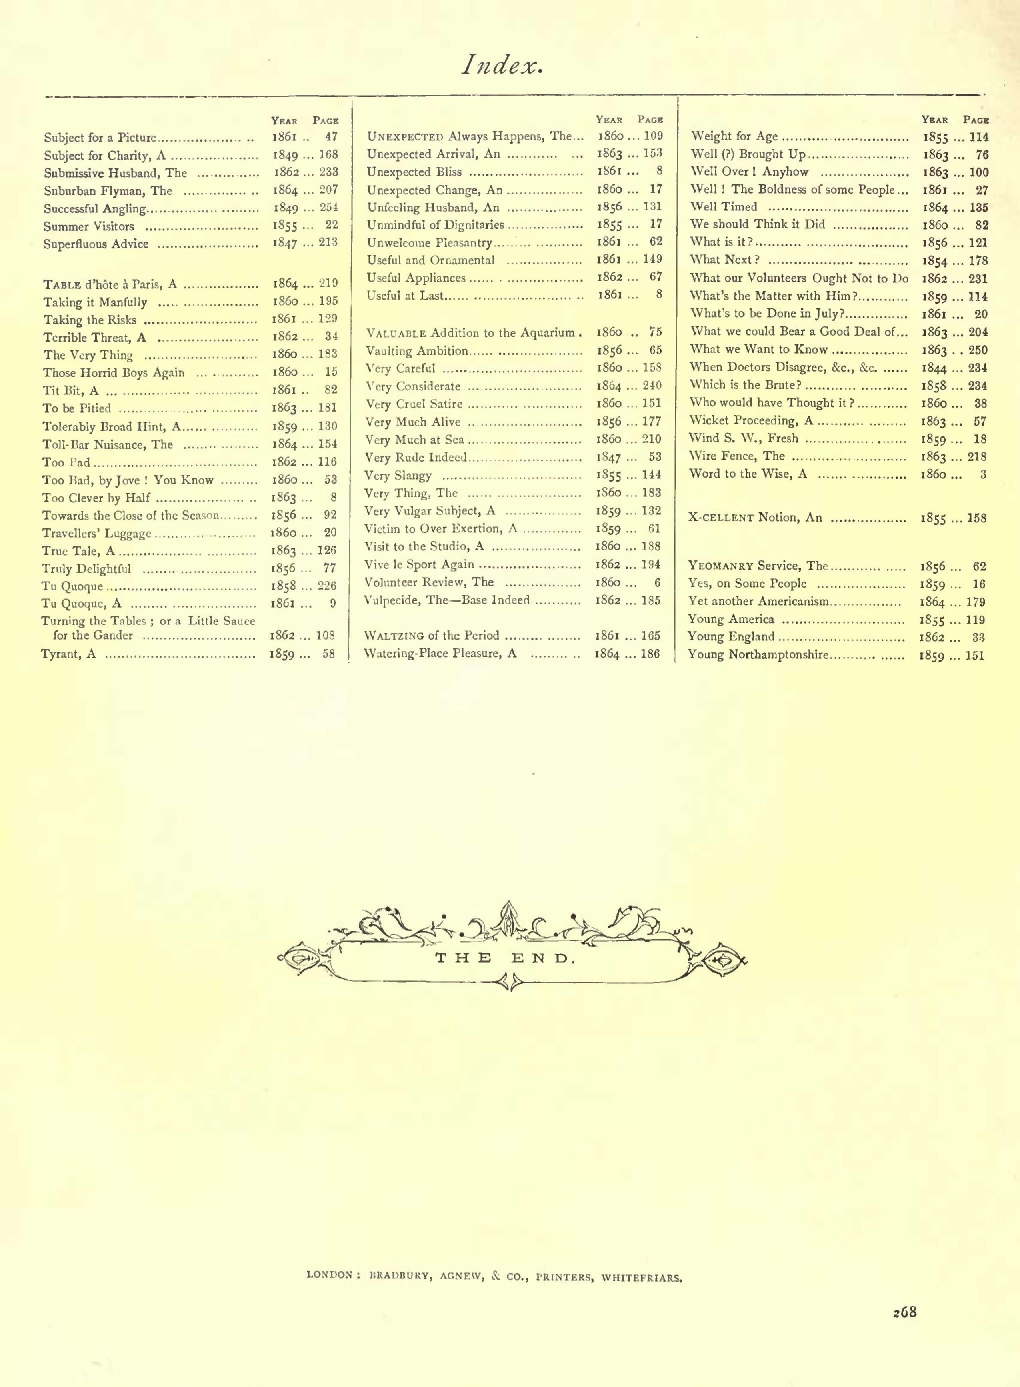 Index.
YEAR PAGE
Subject for a Picture..................... .. 1861 .. 47
Subject for Charity, A ..................... 1849 ... 168
Submissive Husband, The ............... 1862 ... 233
Suburban Flyman, The .................. 1864 ... 207
Successful Angling........................... 1849 ... 254
Summer Visitors ........................... 1855 ... 22
Superfluous Advice ........................ 1847 ... 213
TABLE d'hôte à Paris, A .................. 1864 ... 219
Taking it Manfully ........................ 1860 ... 195
Taking the Risks ........................... 1861 ... 129
Terrible Threat, A ........................ 1862 ... 34
The Very Thing ........................... 1860 ... 183
Those Horrid Boys Again ............... 1860 ... 15
Tit Bit, A .................................... 1861 .. 82
To be Pitied ................................. 1863 ... 181
Tolerably Broad Hint, A.................. 1859 ... 130
Toll-Bar Nuisance, The .................. 1864 ... 154
Too Bad....................................... 1862 ... 116
Too Bad, by Jove ! You Know ......... 1860 ... 53
Too Clever by Half ..................... .. 1863 ... 8
Towards the Close of the Season......... 1856 ... 92
Travellers' Luggage........................ 1860 ... 20
True Tale, A................................. 1863 ... 126
Truly Delightful ........................... 1856 ... 77
Tu Quoque.................................... 1858 ... 226
Tu Quoque, A .............................. 1861 ... 9
Turning the Tables ; or a Little Sauce
for the Gander ........................... 1862 ... 108
Tyrant, A .................................... 1859 ... 58
YEAR PAGE
UNEXPECTED Always Happens, The... 1860 ... 109
Unexpected Arrival, An ............ ... 1863 ... 153
Unexpected Bliss ........................... 1861 ... 8
Unexpected Change, An .................. 1860 ... 17
Unfeeling Husband, An .................. 1856 ... 131
Unmindful of Dignitaries.................. 1855 ... 17
Unwelcome Pleasantry..................... 1861 ... 62
Useful and Ornamental .................. 1861 ... 149
Useful Appliances........................... 1862 ... 67
Useful at Last................................. 1861 ... 8
VALUABLE Addition to the Aquarium . 1860 .. 75
Vaulting Ambition........................... 1856 ... 65
Very Careful ................................. 1860 ... 158
Very Considerate ........................... 1864 ... 240
Very Cruel Satire ........................... 1860 ... 151
Very Much Alive ........................... 1856 ... 177
Very Much at Sea........................... 1860 ... 210
Very Rude Indeed........................... 1847 ... 53
Very Slangy ................................. 1855 ... 144
Very Thing, The ........................... 1860 ... 183
Very Vulgar Subject, A .................. 1859 ... 132
Victim to Over Exertion, A............... 1859 ... 61
Visit to the Studio, A ..................... 1860 ... 188
Vive le Sport Again ........................ 1862 ... 194
Volunteer Review, The .................. 1860 ... 6
Vulpecide, The—Base Indeed ........... 1862 ... 185
WALTZING of the Period .................. 1861 ... 165
Watering-Place Pleasure, A ......... .. 1864 ... 186
YEAR PAGE
Weight for Age .............................. 1855 ... 114
Well (?) Brought Up........................ 1863 ... 76
Well Over ! Anyhow ..................... 1863 ... 100
Well ! The Boldness of some People... 1861 ... 27
Well Timed ................................. 1864 ... 135
We should Think it Did .................. 1860 ... 82
What is it?.................................... 1856 ... 121
What Next ? ................................. 1854 ... 178
What our Volunteers Ought Not to Do 1862 ... 231
What's the Matter with Him?............ 1859 ... 114
What's to be Done in July?............... 1861 ... 20
What we could Bear a Good Deal of... 1863 ... 204
What we Want to Know .................. 1863 . . 250
When Doctors Disagree, &c., &c. ...... 1844 ... 234
Which is the Brute? ........................ 1858 ... 234
Who would have Thought it ? ............ 1860 ... 38
Wicket Proceeding, A ..................... 1863 ... 57
Wind S. W., Fresh ........................ 1859 ... 18
Wire Fence, The ........................... 1863 ... 218
Word to the Wise, A ..................... 1860 ... 3
X-CELLENT Notion, An .................. 1855 ... 158
YEOMANRY Service, The.................. 1856 ... 62
Yes, on Some People ..................... 1859 ... 16
Yet another Americanism.................. 1864 ... 179
Young America .............................. 1855 ... 119
Young England .............................. 1862 ... 33
Young Northamptonshire.................. 1859 ... 151
THE END.
LONDON : BRADBURY, AGNEW, & CO., PRINTERS, WHITEFRIARS.
268